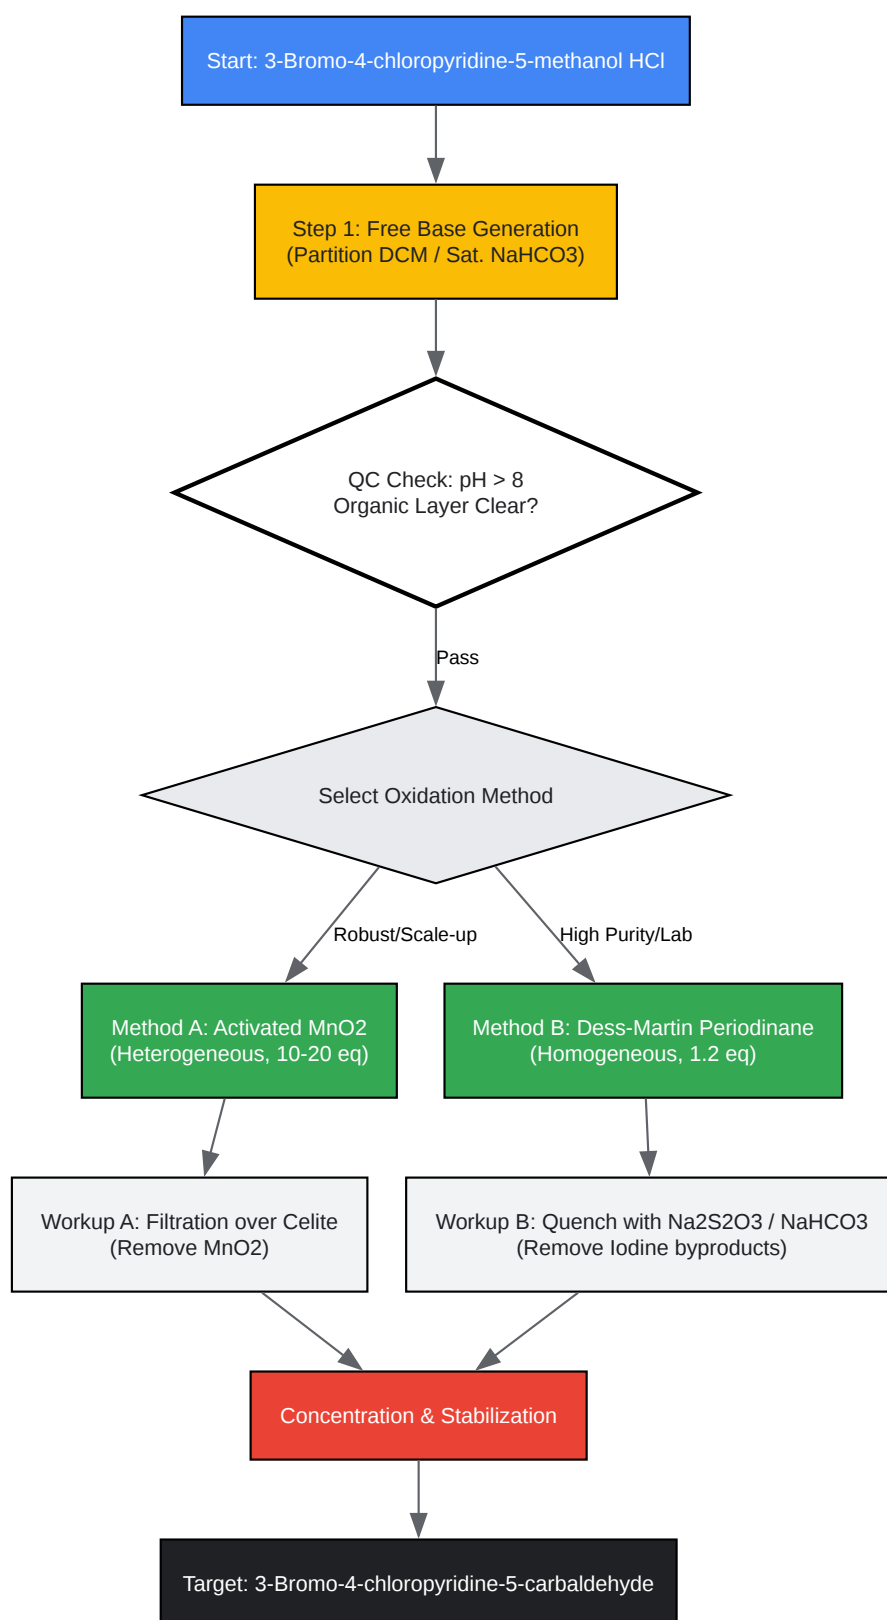 Start: 3-Bromo-4-chloropyridine-5-methanol HCl
Step 1: Free Base Generation
(Partition DCM / Sat. NaHCO3)
QC Check: pH > 8
Organic Layer Clear?
Pass
Select Oxidation Method
Robust/Scale-up
High Purity/Lab
Method A: Activated MnO2
(Heterogeneous, 10-20 eq)
Method B: Dess-Martin Periodinane
(Homogeneous, 1.2 eq)
Workup A: Filtration over Celite
(Remove MnO2)
Workup B: Quench with Na2S2O3 / NaHCO3
(Remove Iodine byproducts)
Concentration & Stabilization
Target: 3-Bromo-4-chloropyridine-5-carbaldehyde